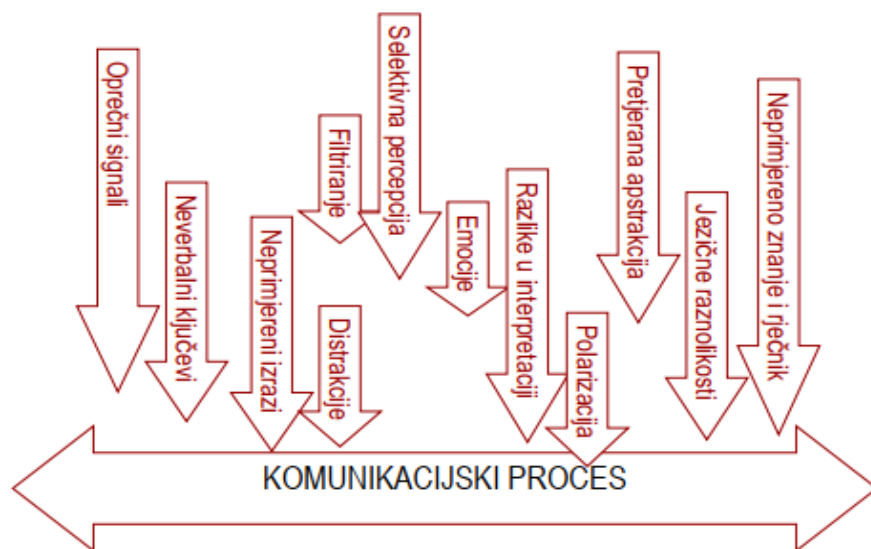 Oprečni signali
Neverbalni ključevi
Neprimjereni izrazi
Filtriranje
Distrakcije
Selektivna percepcija
Emocije
Razlike u interpretaciji
Polarizacija
Pretjerana apstrakcija
Jezične raznolikosti
Neprimjereno znanje i rječnik
KOMUNIKACIJSKI PROCES